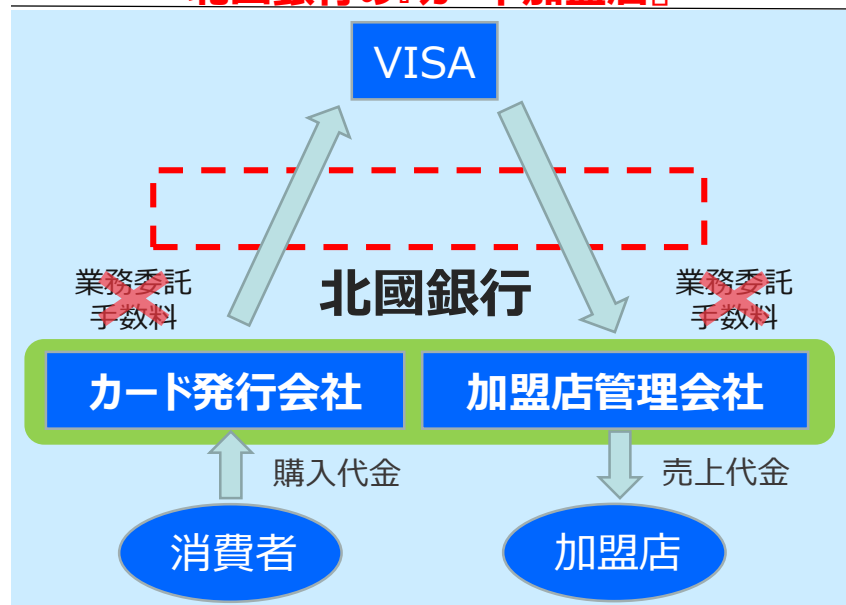 VISA
業務委託
手数料
北國銀行
業務委託
手数料
カード発行会社
加盟店管理会社
購入代金
売上代金
消費者
加盟店